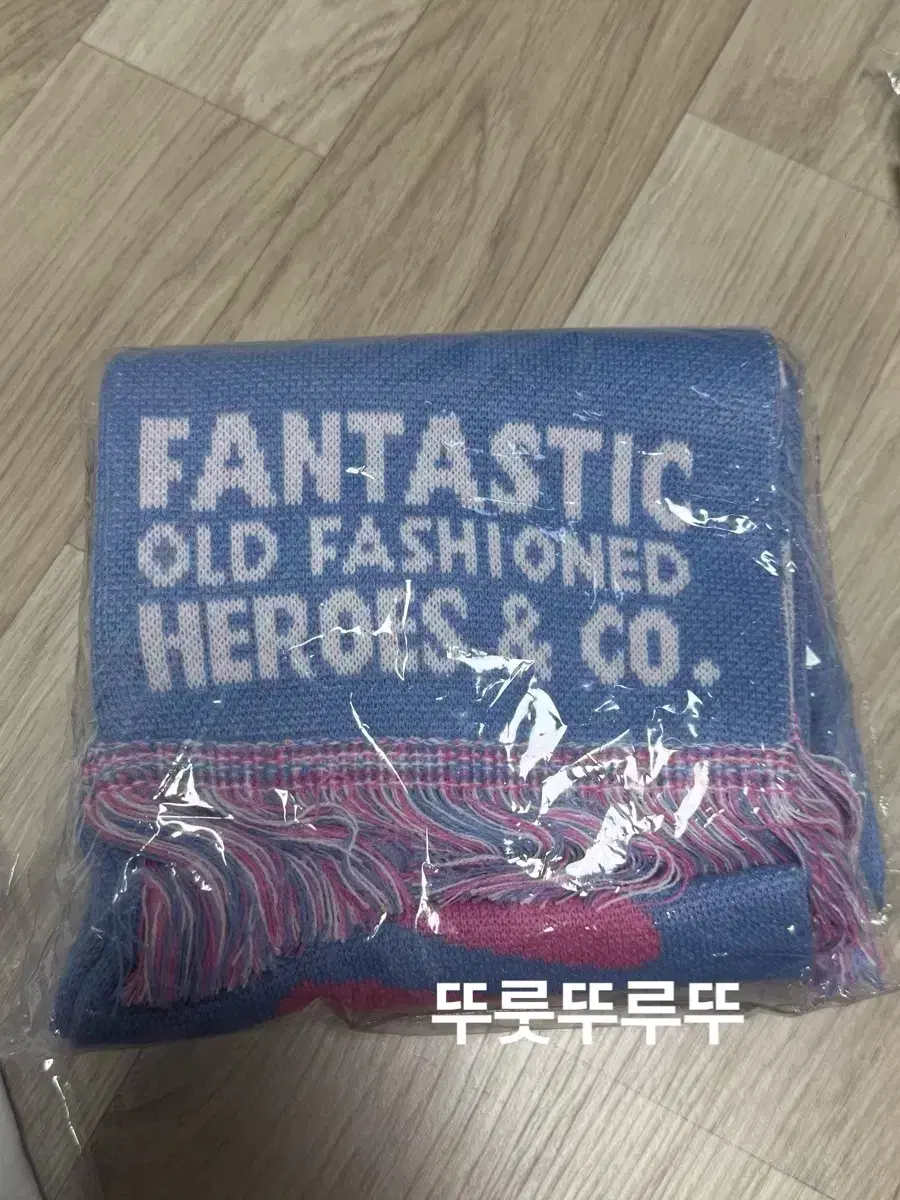 FANTASTIC
OLD FASHIONED
HEROES & CO.
뚜룻뚜루뚜